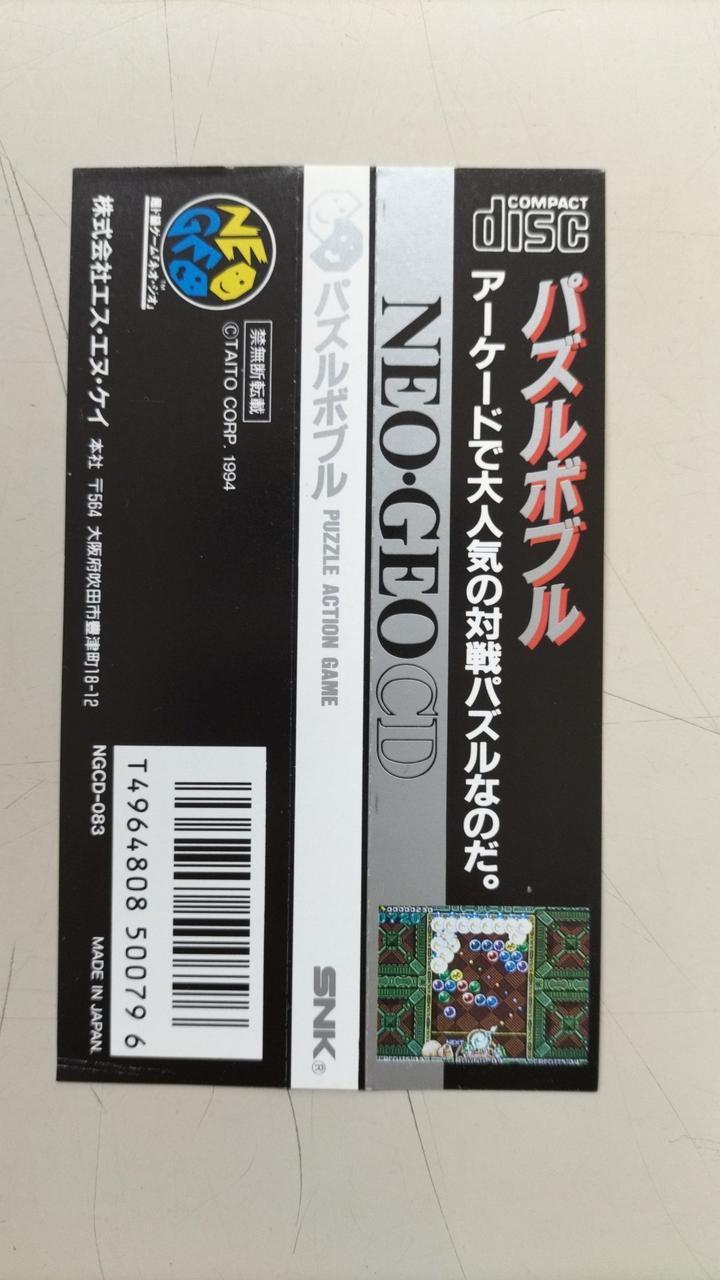 COMPACT
disc
パズルボブル
アーケードで大人気の対戦パズルなのだ。
NEO•GEO CD
パズルボブル PUZZLE ACTION GAME
SNK®
NEO
GEO
™
禁無断転載
©TAITO CORP. 1994
株式会社エス・エヌ・ケイ 本社 〒564 大阪府吹田市豊津町18-12
NGCD-083
MADE IN JAPAN.
T4964808 500796
NEXT